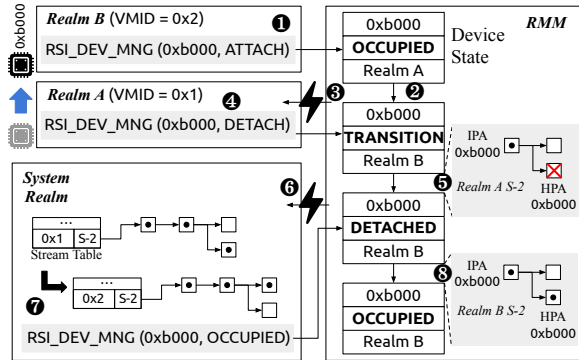 0xb000
Realm B (VMID = 0x2)
❶
RSI_DEV_MNG (0xb000, ATTACH)
Realm A (VMID = 0x1)
❹
RSI_DEV_MNG (0xb000, DETACH)
System
Realm
...
0x1 S-2
Stream Table
...
0x2 S-2
❼
RSI_DEV_MNG (0xb000, OCCUPIED)
❸
❻
RMM
Device
State
0xb000
OCCUPIED
Realm A
❷
0xb000
TRANSITION
Realm B
❺
IPA
0xb000
Realm A S-2
HPA
0xb000
0xb000
DETACHED
Realm B
❽
IPA
0xb000
Realm B S-2
HPA
0xb000
0xb000
OCCUPIED
Realm B